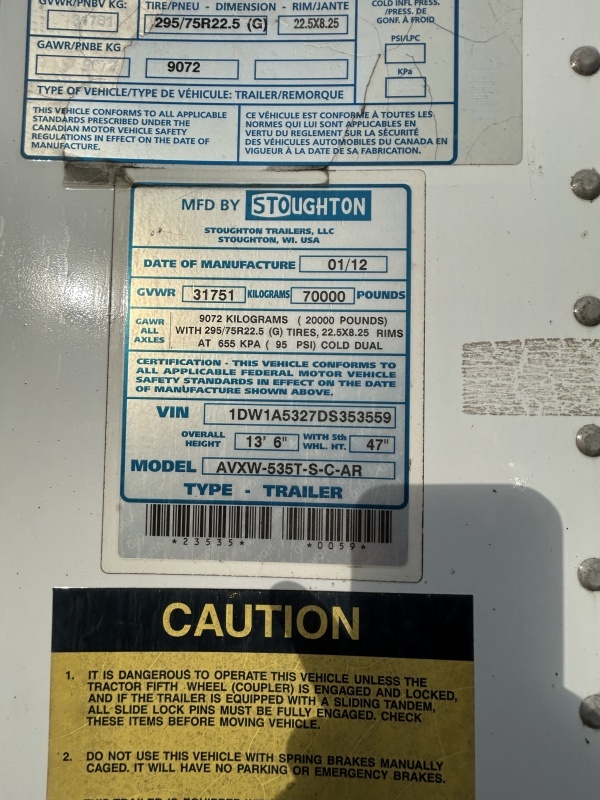 GVWR/PNBV KG: TIRE/PNEU - DIMENSION - RIM/JANTE
COLD INFL PRESS.
/PRESS. DE
GONF. À FROID
31751 295/75R22.5 (G) 22.5X8.25
PSI/LPC
GAWR/PNBE KG
9072 9072
KPa
TYPE OF VEHICLE/TYPE DE VÉHICULE: TRAILER/REMORQUE
THIS VEHICLE CONFORMS TO ALL APPLICABLE
STANDARDS PRESCRIBED UNDER THE
CANADIAN MOTOR VEHICLE SAFETY
REGULATIONS IN EFFECT ON THE DATE OF
MANUFACTURE.
CE VÉHICULE EST CONFORME À TOUTES LES
NORMES QUI LUI SONT APPLICABLES EN
VERTU DU REGLEMENT SUR LA SÉCURITÉ
DES VÉHICULES AUTOMOBILES DU CANADA EN
VIGUEUR À LA DATE DE SA FABRICATION.
MFD BY STOUGHTON
STOUGHTON TRAILERS, LLC
STOUGHTON, WI. USA
DATE OF MANUFACTURE 01/12
GVWR 31751 KILOGRAMS 70000 POUNDS
GAWR
ALL
AXLES
9072 KILOGRAMS ( 20000 POUNDS)
WITH 295/75R22.5 (G) TIRES, 22.5X8.25 RIMS
AT 655 KPA ( 95 PSI) COLD DUAL
CERTIFICATION - THIS VEHICLE CONFORMS TO
ALL APPLICABLE FEDERAL MOTOR VEHICLE
SAFETY STANDARDS IN EFFECT ON THE DATE
OF MANUFACTURE SHOWN ABOVE.
VIN 1DW1A5327DS353559
OVERALL
HEIGHT 13' 6" WITH 5th
WHL. HT. 47"
MODEL AVXW-535T-S-C-AR
TYPE - TRAILER
*23535* *0059*
CAUTION
1. IT IS DANGEROUS TO OPERATE THIS VEHICLE UNLESS THE
TRACTOR FIFTH WHEEL (COUPLER) IS ENGAGED AND LOCKED,
AND IF THE TRAILER IS EQUIPPED WITH A SLIDING TANDEM,
ALL SLIDE LOCK PINS MUST BE FULLY ENGAGED. CHECK
THESE ITEMS BEFORE MOVING VEHICLE.
2. DO NOT USE THIS VEHICLE WITH SPRING BRAKES MANUALLY
CAGED. IT WILL HAVE NO PARKING OR EMERGENCY BRAKES.
THIS TRAILER IS EQUIPPED